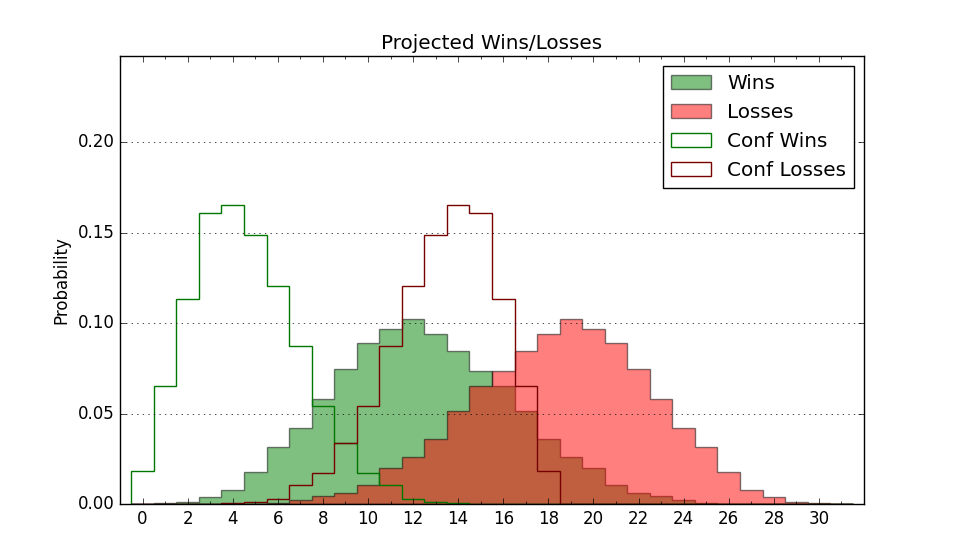 Projected Wins/Losses
Wins
Losses
Conf Wins
Conf Losses
Probability
0.20
0.15
0.10
0.05
0.00
0 2 4 6 8 10 12 14 16 18 20 22 24 26 28 30